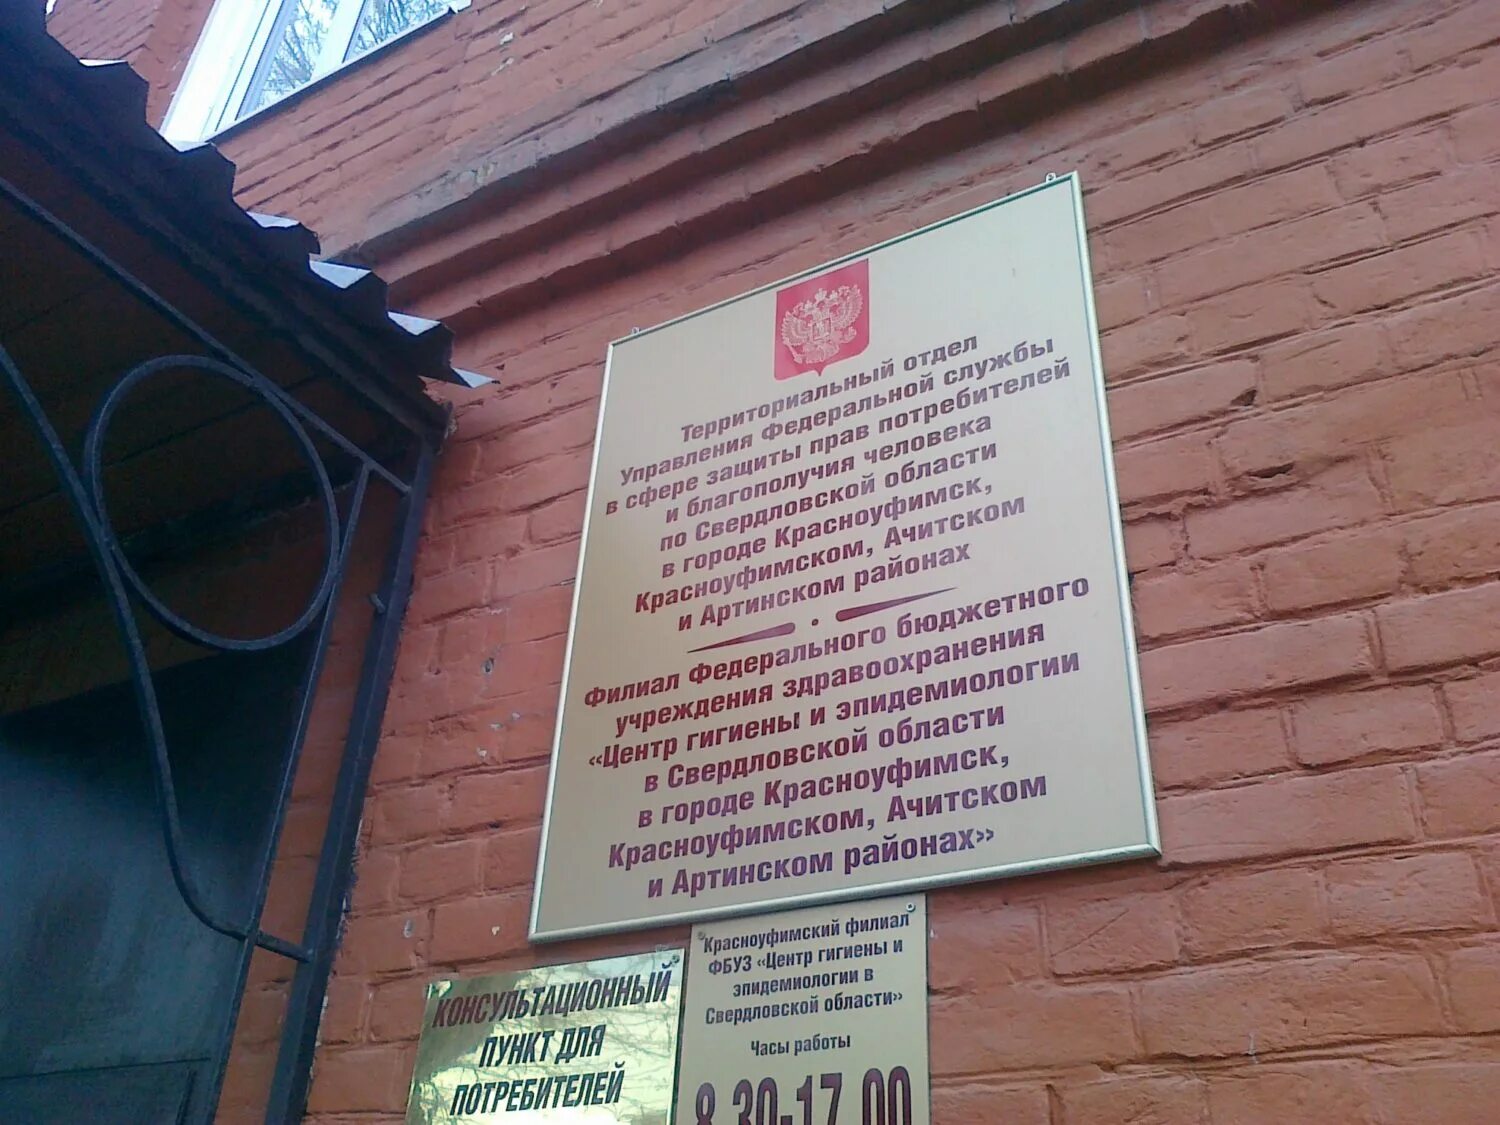 Территориальный отдел
Управления Федеральной службы
в сфере защиты прав потребителей
и благополучия человека
по Свердловской области
в городе Красноуфимск,
Красноуфимском, Ачитском
и Артинском районах
Филиал Федерального бюджетного
учреждения здравоохранения
«Центр гигиены и эпидемиологии
в Свердловской области
в городе Красноуфимск,
Красноуфимском, Ачитском
и Артинском районах»
КОНСУЛЬТАЦИОННЫЙ
ПУНКТ ДЛЯ
ПОТРЕБИТЕЛЕЙ
Красноуфимский филиал
ФБУЗ «Центр гигиены и
эпидемиологии в
Свердловской области»
Часы работы
8.30-17.00